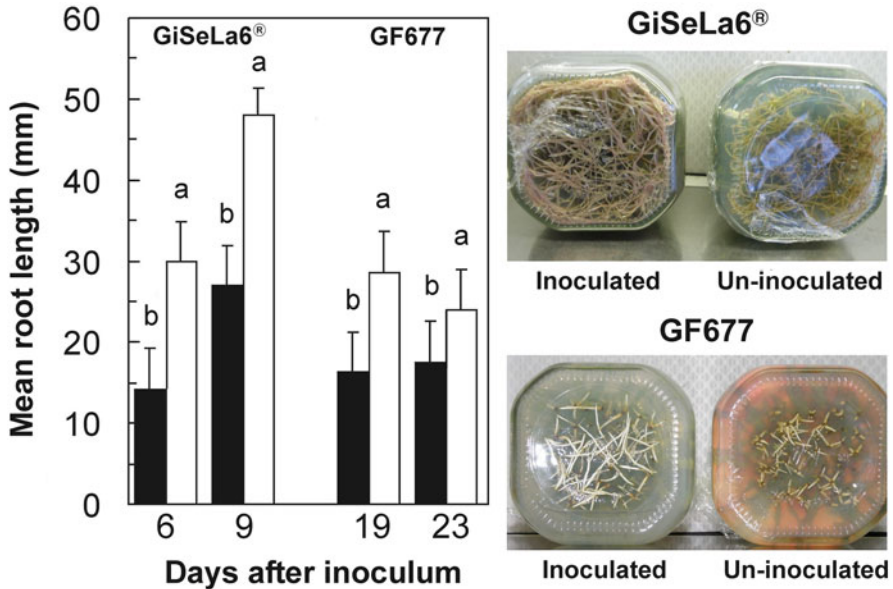 Mean root length (mm)
60
50
40
30
20
10
0
GiSeLa6®
GF677
b
a
b
a
b
a
b
a
6
9
19
23
Days after inoculum
GiSeLa6®
Inoculated
Un-inoculated
GF677
Inoculated
Un-inoculated